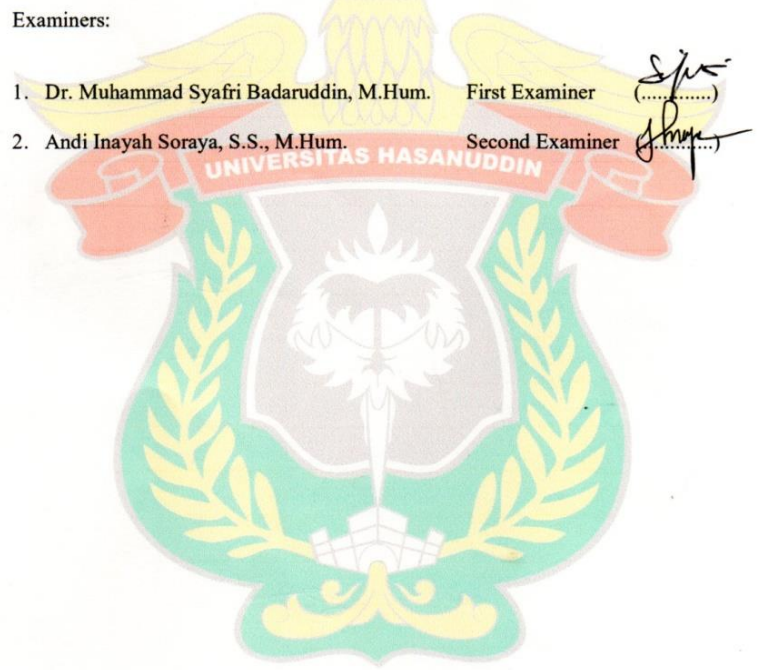 Examiners:
1. Dr. Muhammad Syafri Badaruddin, M.Hum. First Examiner (.............)
2. Andi Inayah Soraya, S.S., M.Hum. Second Examiner (.............)
UNIVERSITAS HASANUDDIN